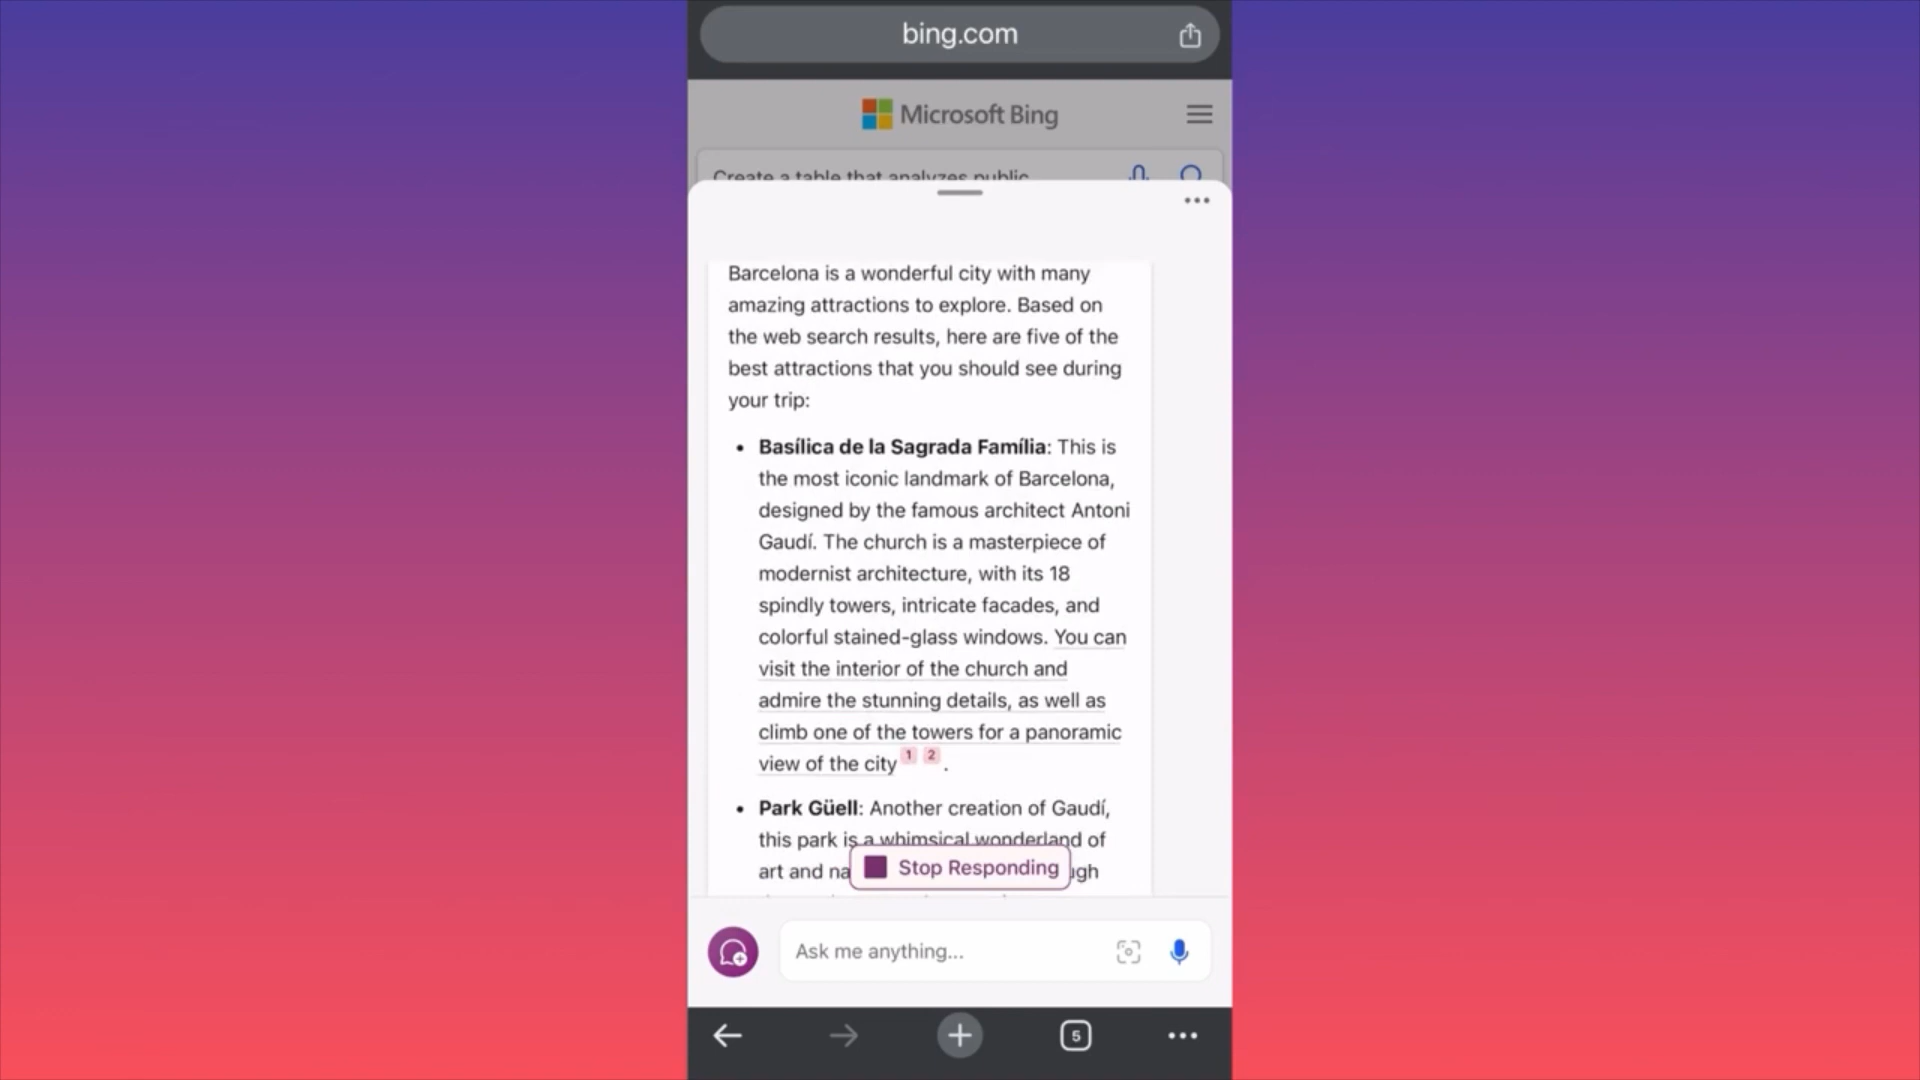 bing.com
Microsoft Bing
Create a table that analyzes public
Barcelona is a wonderful city with many
amazing attractions to explore. Based on
the web search results, here are five of the
best attractions that you should see during
your trip:
• Basílica de la Sagrada Família: This is
the most iconic landmark of Barcelona,
designed by the famous architect Antoni
Gaudí. The church is a masterpiece of
modernist architecture, with its 18
spindly towers, intricate facades, and
colorful stained-glass windows. You can
visit the interior of the church and
admire the stunning details, as well as
climb one of the towers for a panoramic
view of the city 1 2 .
• Park Güell: Another creation of Gaudí,
this park is a whimsical wonderland of
art and
Stop Responding
Ask me anything...
5